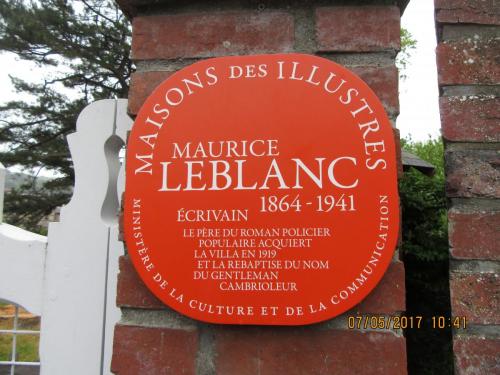 MAISONS DES ILLUSTRES
MAURICE
LEBLANC
1864-1941
ÉCRIVAIN
LE PÈRE DU ROMAN POLICIER
POPULAIRE ACQUIERT
LA VILLA EN 1919
ET LA REBAPTISE DU NOM
DU GENTLEMAN
CAMBRIOLEUR
MINISTÈRE DE LA CULTURE ET DE LA COMMUNICATION
07/05/2017 10:41